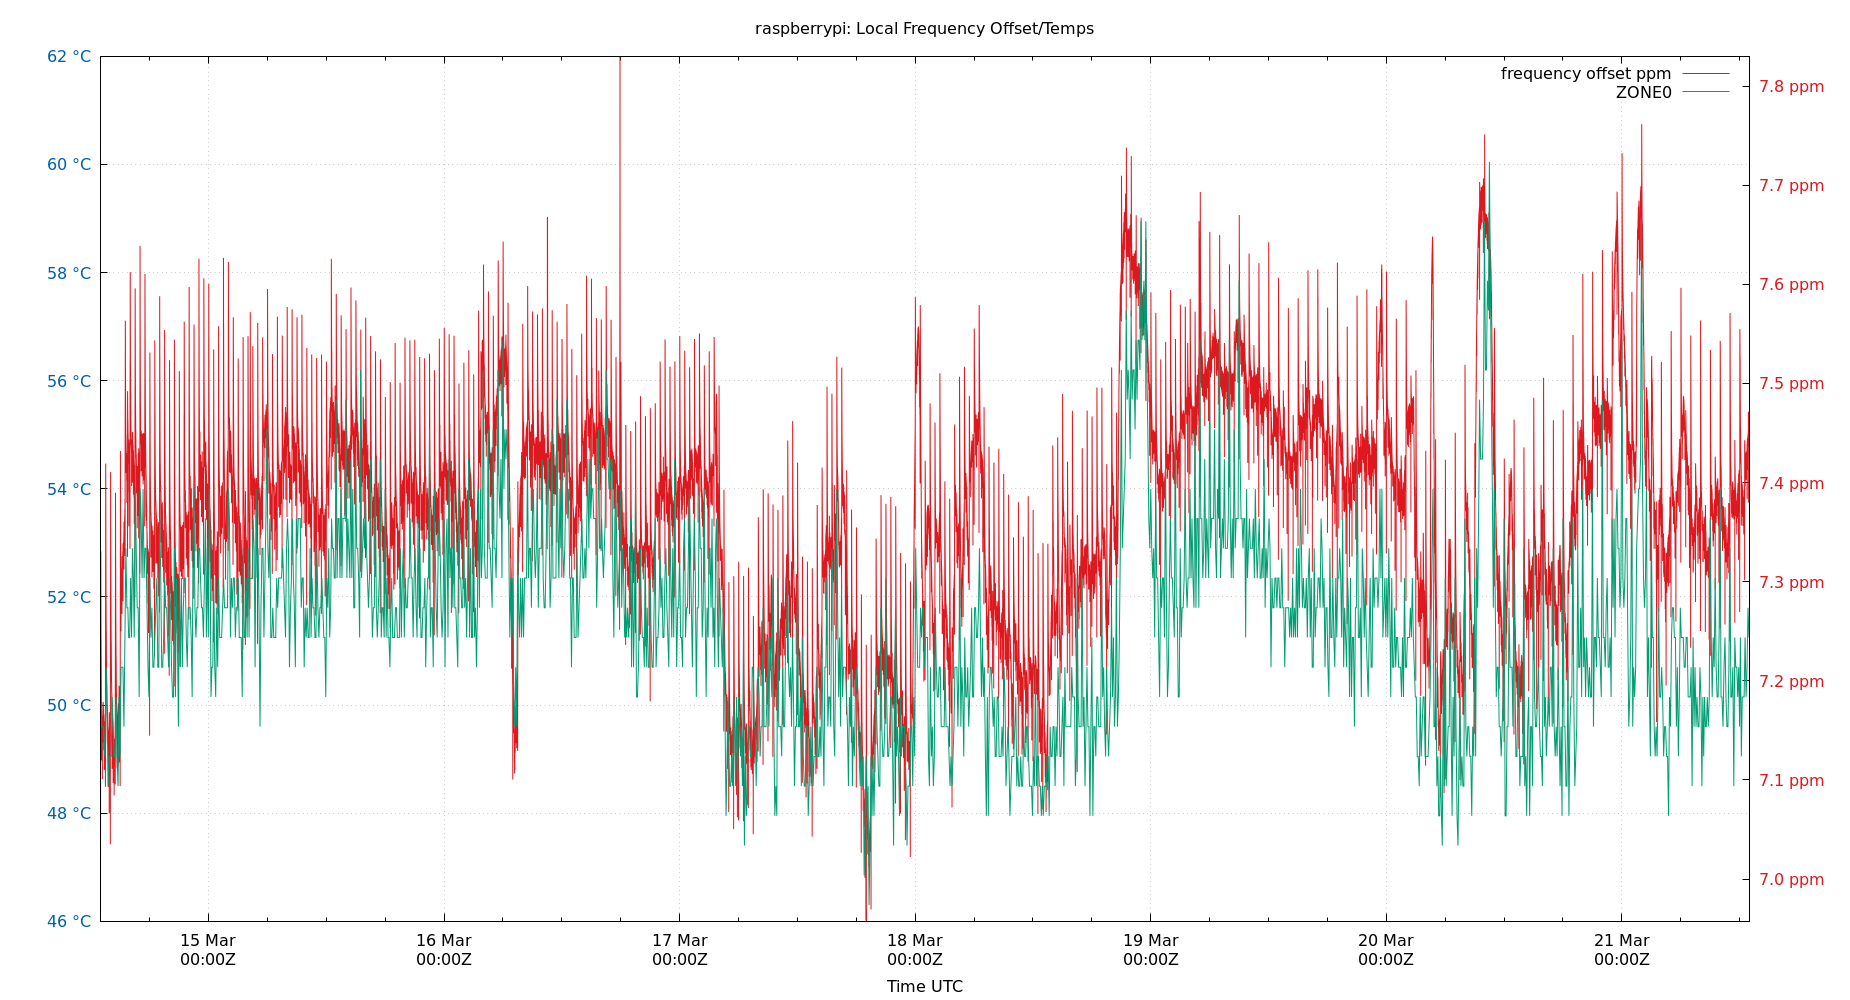 raspberrypi: Local Frequency Offset/Temps
62 °C
60 °C
58 °C
56 °C
54 °C
52 °C
50 °C
48 °C
46 °C
frequency offset ppm
ZONE0
7.8 ppm
7.7 ppm
7.6 ppm
7.5 ppm
7.4 ppm
7.3 ppm
7.2 ppm
7.1 ppm
7.0 ppm
15 Mar
00:00Z
16 Mar
00:00Z
17 Mar
00:00Z
18 Mar
00:00Z
19 Mar
00:00Z
20 Mar
00:00Z
21 Mar
00:00Z
Time UTC